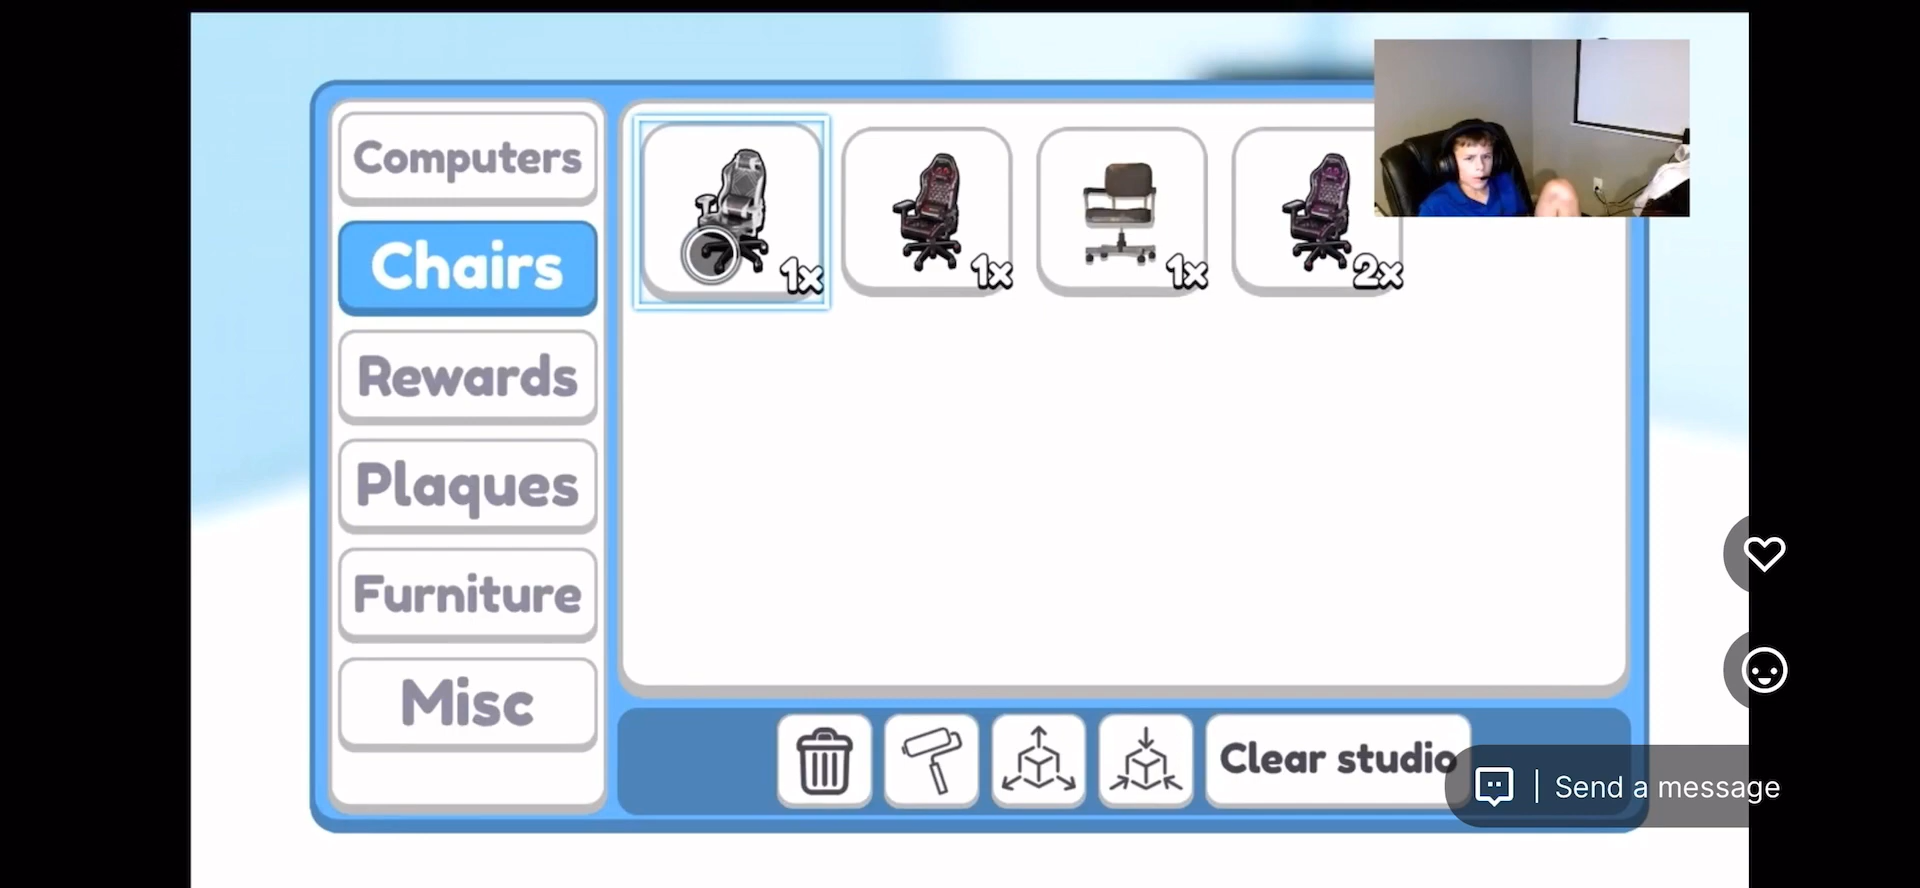 Computers
Chairs
Rewards
Plaques
Furniture
Misc
1x
1x
1x
2x
Clear studio
Send a message